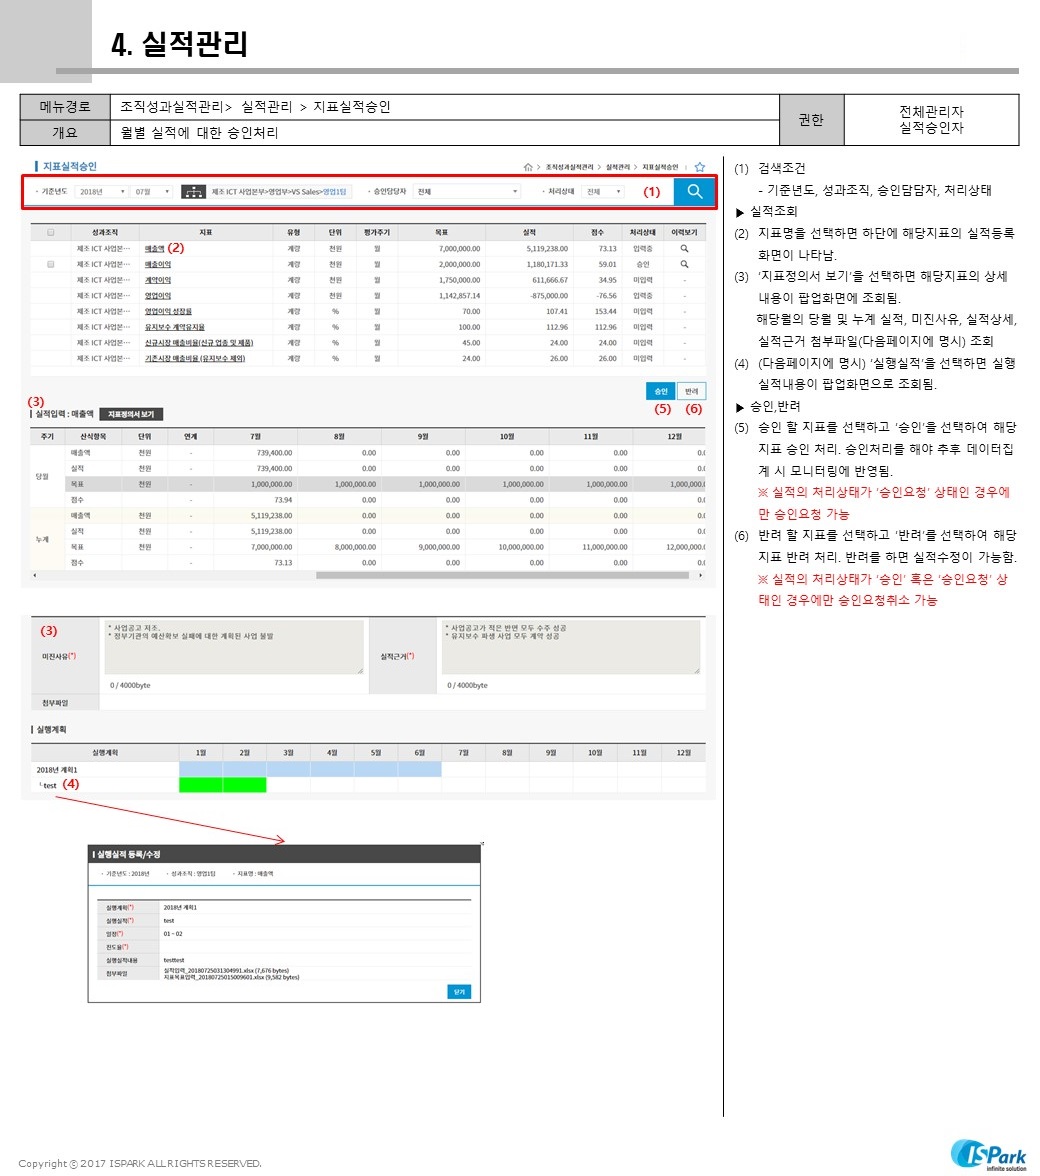 4. 실적관리
메뉴경로 조직성과실적관리> 실적관리 > 지표실적승인
개요 월별 실적에 대한 승인처리
권한 전체관리자
실적승인자
지표실적승인
조직성과실적관리 > 실적관리 > 지표실적승인
· 기준년도 2018년 07월 제조 ICT 사업본부>영업부>VS Sales>영업1팀 · 승인담당자 전체 · 처리상태 전체 (1)
성과조직 지표 유형 단위 평가주기 목표 실적 점수 처리상태 이력보기
제조 ICT 사업본… 매출액 (2) 계량 천원 월 7,000,000.00 5,119,238.00 73.13 입력중
제조 ICT 사업본… 매출이익 계량 천원 월 2,000,000.00 1,180,171.33 59.01 승인
제조 ICT 사업본… 계약이익 계량 천원 월 1,750,000.00 611,666.67 34.95 미입력 -
제조 ICT 사업본… 영업이익 계량 천원 월 1,142,857.14 -875,000.00 -76.56 입력중 -
제조 ICT 사업본… 영업이익 성장률 계량 % 월 70.00 107.41 153.44 미입력 -
제조 ICT 사업본… 유지보수 계약유지율 계량 % 월 100.00 112.96 112.96 미입력 -
제조 ICT 사업본… 신규시장 매출비율(신규 업종 및 제품) 계량 % 월 45.00 24.00 24.00 미입력 -
제조 ICT 사업본… 기존시장 매출비율 (유지보수 제외) 계량 % 월 24.00 26.00 26.00 미입력 -
승인 반려
(5) (6)
(3)
실적입력 : 매출액 지표정의서 보기
주기 산식항목 단위 연계 7월 8월 9월 10월 11월 12월
당월
매출액 천원 - 739,400.00 0.00 0.00 0.00 0.00 0.0
실적 천원 - 739,400.00 0.00 0.00 0.00 0.00 0.0
목표 천원 - 1,000,000.00 1,000,000.00 1,000,000.00 1,000,000.00 1,000,000.00 1,000,000.0
점수 - 73.94 0.00 0.00 0.00 0.00 0.0
누계
매출액 천원 - 5,119,238.00 0.00 0.00 0.00 0.00 0.0
실적 천원 - 5,119,238.00 0.00 0.00 0.00 0.00 0.0
목표 천원 - 7,000,000.00 8,000,000.00 9,000,000.00 10,000,000.00 11,000,000.00 12,000,000.0
점수 - 73.13 0.00 0.00 0.00 0.00 0.0
(3)
미진사유(*)
* 사업공고 저조.
* 정부기관의 예산확보 실패에 대한 계획된 사업 불발
0 / 4000byte
실적근거(*)
* 사업공고가 적은 반면 모두 수주 성공
* 유지보수 파생 사업 모두 계약 성공
0 / 4000byte
첨부파일
실행계획
실행계획 1월 2월 3월 4월 5월 6월 7월 8월 9월 10월 11월 12월
2018년 계획1
└ test (4)
실행실적 등록/수정
· 기준년도 : 2018년 · 성과조직 : 영업1팀 · 지표명 : 매출액
실행계획(*) 2018년 계획1
실행실적(*) test
일정(*) 01 ~ 02
진도율(*)
실행실적내용 testtest
첨부파일 실적입력_20180725031304991.xlsx (7,676 bytes)
지표목표입력_20180725015009601.xlsx (9,582 bytes)
닫기
(1) 검색조건
- 기준년도, 성과조직, 승인담담자, 처리상태
▶ 실적조회
(2) 지표명을 선택하면 하단에 해당지표의 실적등록
화면이 나타남.
(3) ‘지표정의서 보기’을 선택하면 해당지표의 상세
내용이 팝업화면에 조회됨.
해당월의 당월 및 누계 실적, 미진사유, 실적상세,
실적근거 첨부파일(다음페이지에 명시) 조회
(4) (다음페이지에 명시) ‘실행실적’을 선택하면 실행
실적내용이 팝업화면으로 조회됨.
▶ 승인,반려
(5) 승인 할 지표를 선택하고 ‘승인’을 선택하여 해당
지표 승인 처리. 승인처리를 해야 추후 데이터집
계 시 모니터링에 반영됨.
※ 실적의 처리상태가 ‘승인요청’ 상태인 경우에
만 승인요청 가능
(6) 반려 할 지표를 선택하고 ‘반려’를 선택하여 해당
지표 반려 처리. 반려를 하면 실적수정이 가능함.
※ 실적의 처리상태가 ‘승인’ 혹은 ‘승인요청’ 상
태인 경우에만 승인요청취소 가능
Copyright ⓒ 2017 ISPARK ALL RIGHTS RESERVED.
ISPark
infinite solution